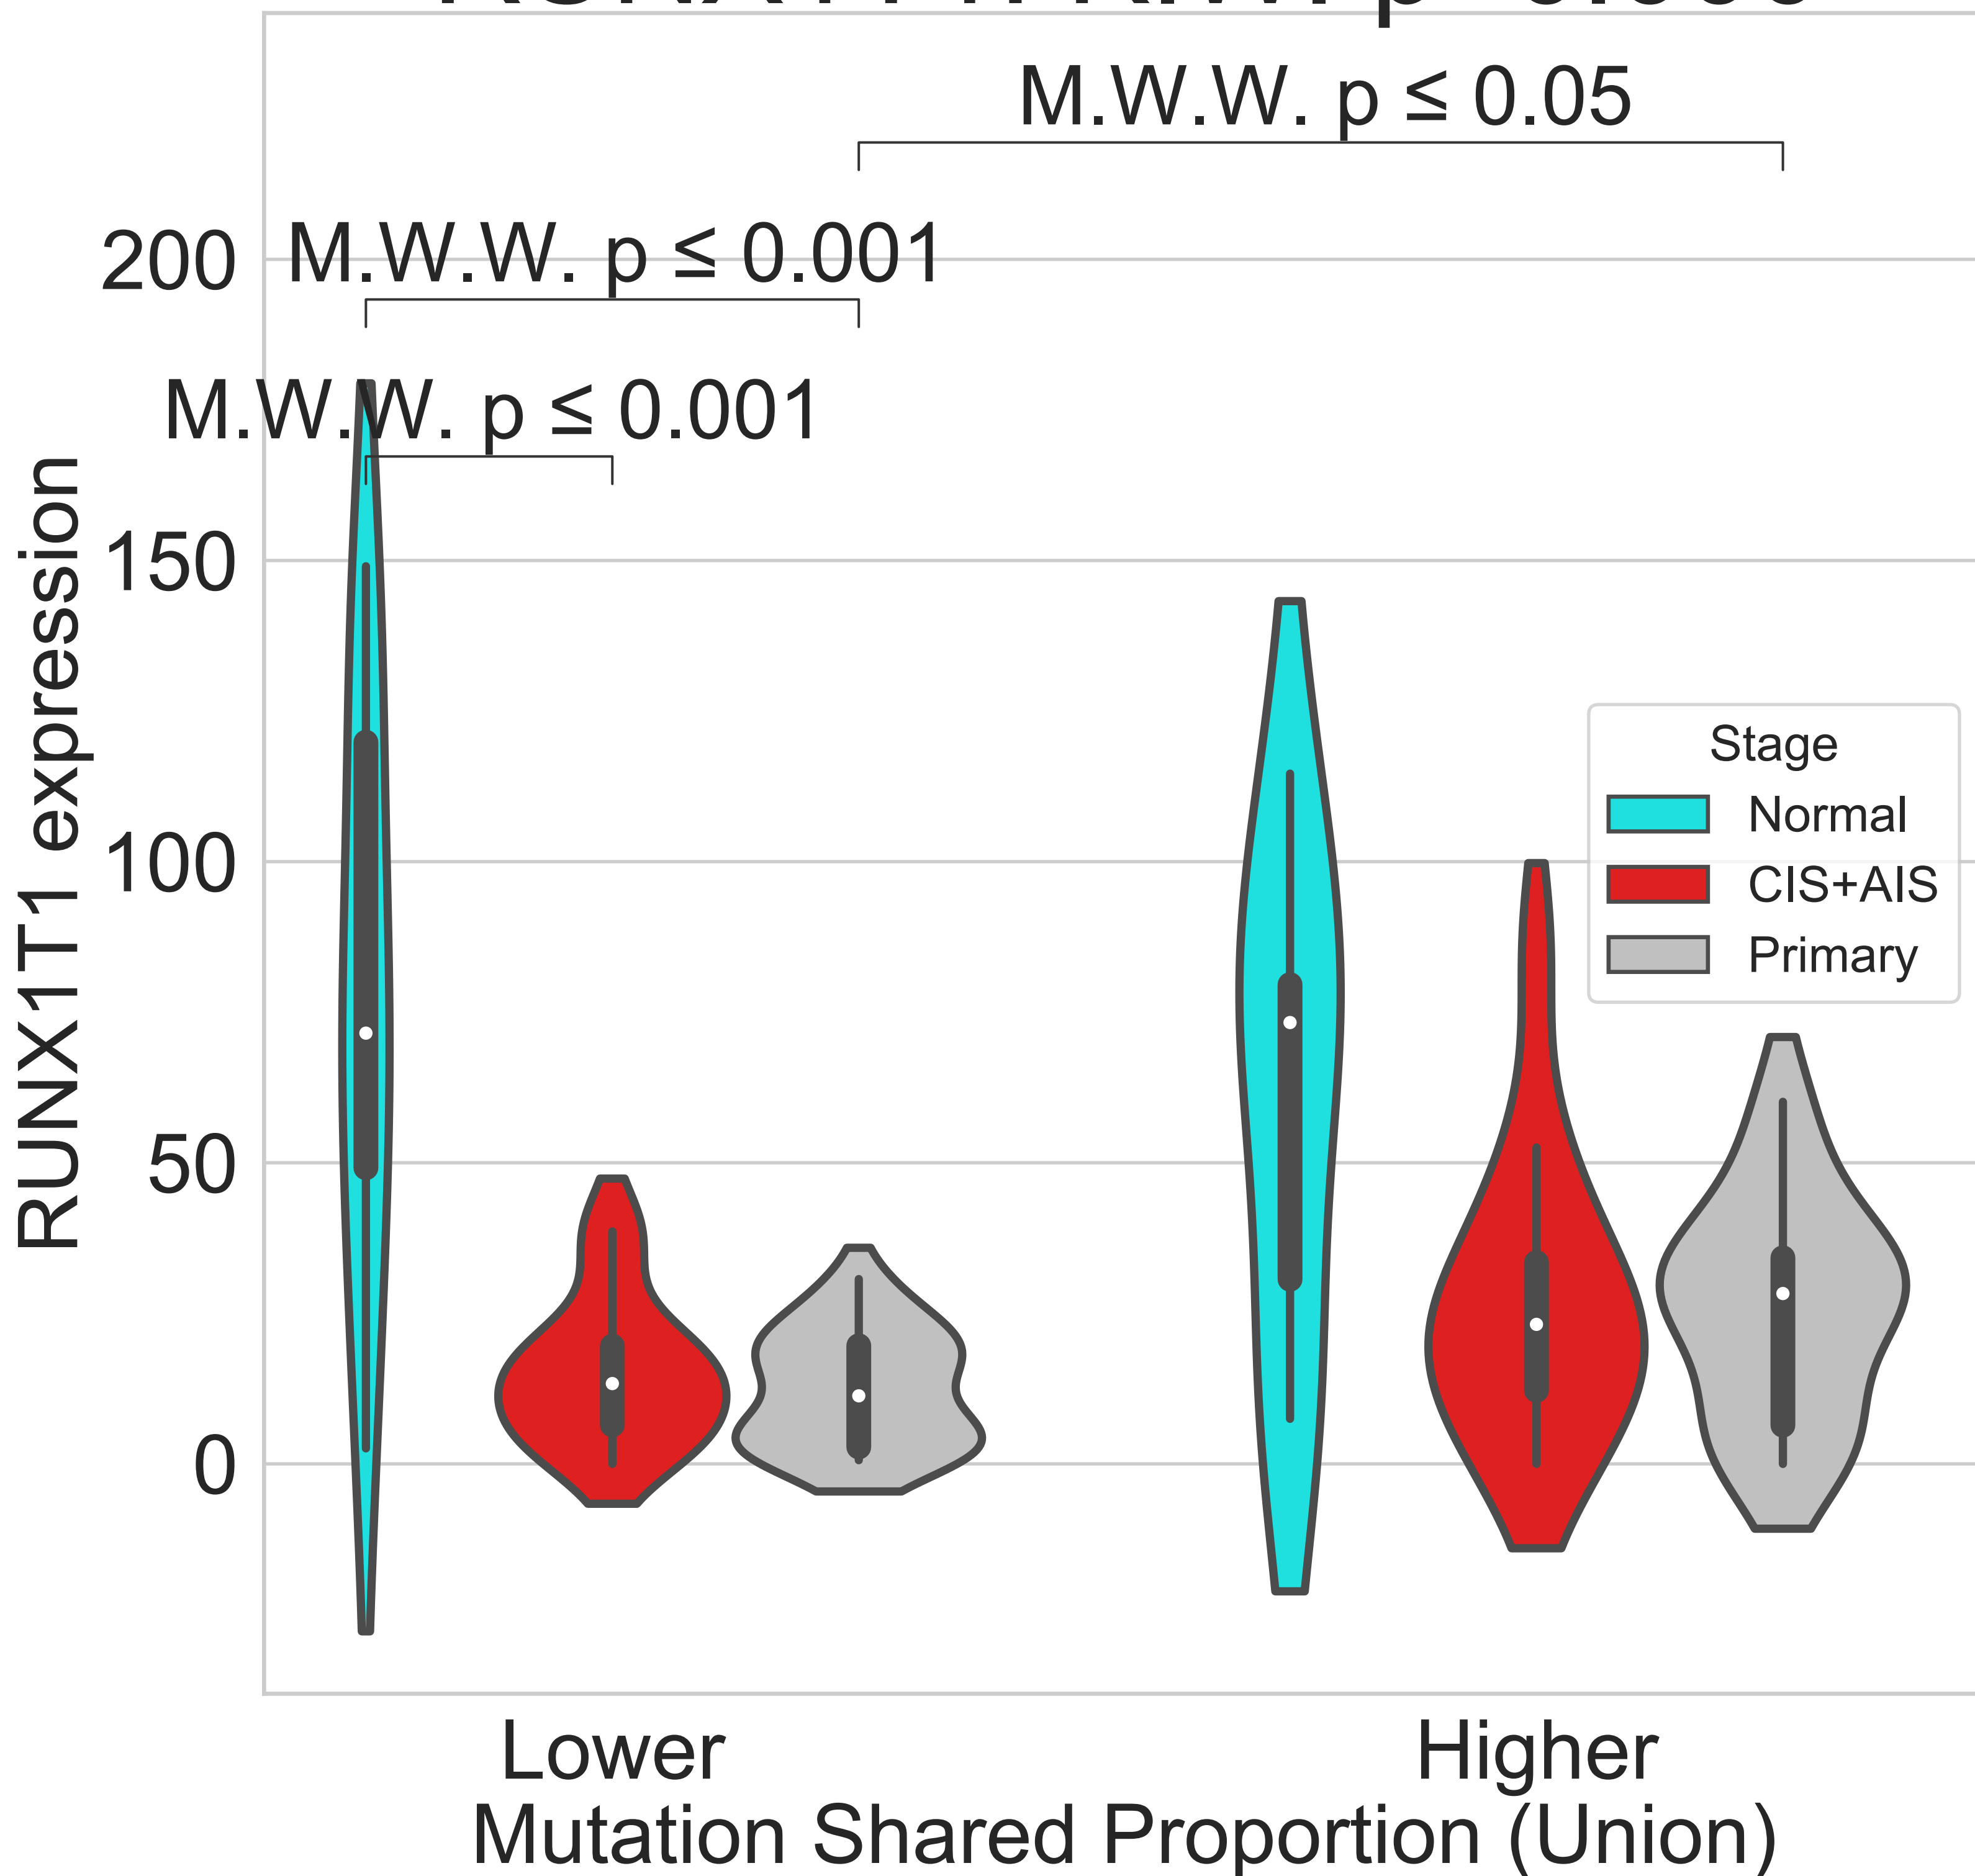 M.W.W. p ≤ 0.05
M.W.W. p ≤ 0.001
M.W.W. p ≤ 0.001
200
150
100
50
0
RUNX1T1 expression
Stage
Normal
CIS+AIS
Primary
Lower
Higher
Mutation Shared Proportion (Union)